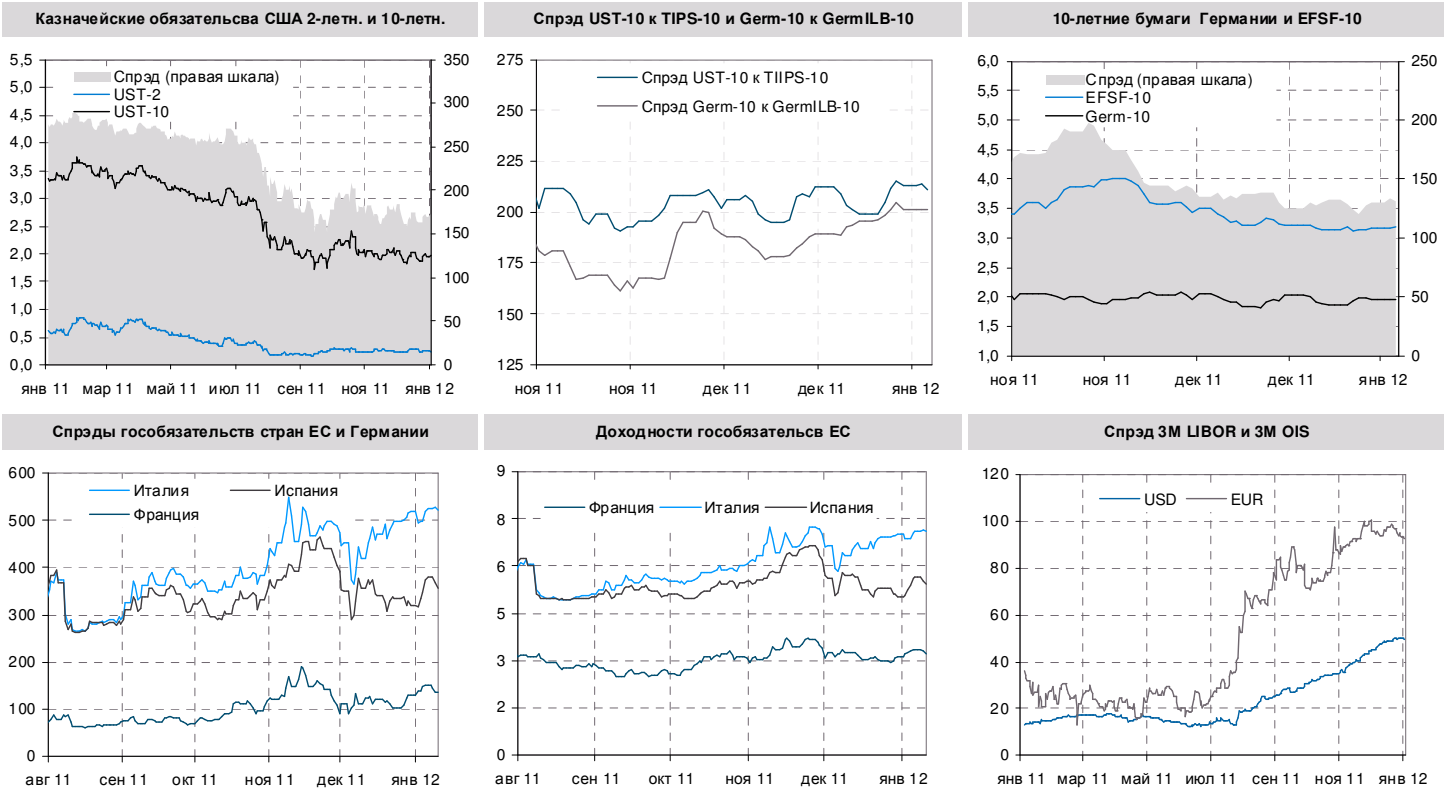 Казначейские обязательсва США 2-летн. и 10-летн.
5,5
5,0
4,5
4,0
3,5
3,0
2,5
2,0
1,5
1,0
0,5
0,0
Спрэд (правая шкала)
UST-2
UST-10
350
300
250
200
150
100
50
0
янв 11 мар 11 май 11 июл 11 сен 11 ноя 11 янв 12
Спрэд UST-10 к TIPS-10 и Germ-10 к GermILB-10
275
250
225
200
175
150
125
Спрэд UST-10 к TIIPS-10
Спрэд Germ-10 к GermILB-10
ноя 11 ноя 11 дек 11 дек 11 янв 12
10-летние бумаги Германии и EFSF-10
6,0
5,5
5,0
4,5
4,0
3,5
3,0
2,5
2,0
1,5
1,0
Спрэд (правая шкала)
EFSF-10
Germ-10
250
200
150
100
50
0
ноя 11 ноя 11 дек 11 дек 11 янв 12
Спрэды гособязательств стран ЕС и Германии
600
500
400
300
200
100
0
Италия Испания
Франция
авг 11 сен 11 окт 11 ноя 11 дек 11 янв 12
Доходности гособязательсв ЕС
9
8
6
5
3
2
0
Франция Италия Испания
авг 11 сен 11 окт 11 ноя 11 дек 11 янв 12
Спрэд 3M LIBOR и 3M OIS
120
100
80
60
40
20
0
USD EUR
янв 11 мар 11 май 11 июл 11 сен 11 ноя 11 янв 12